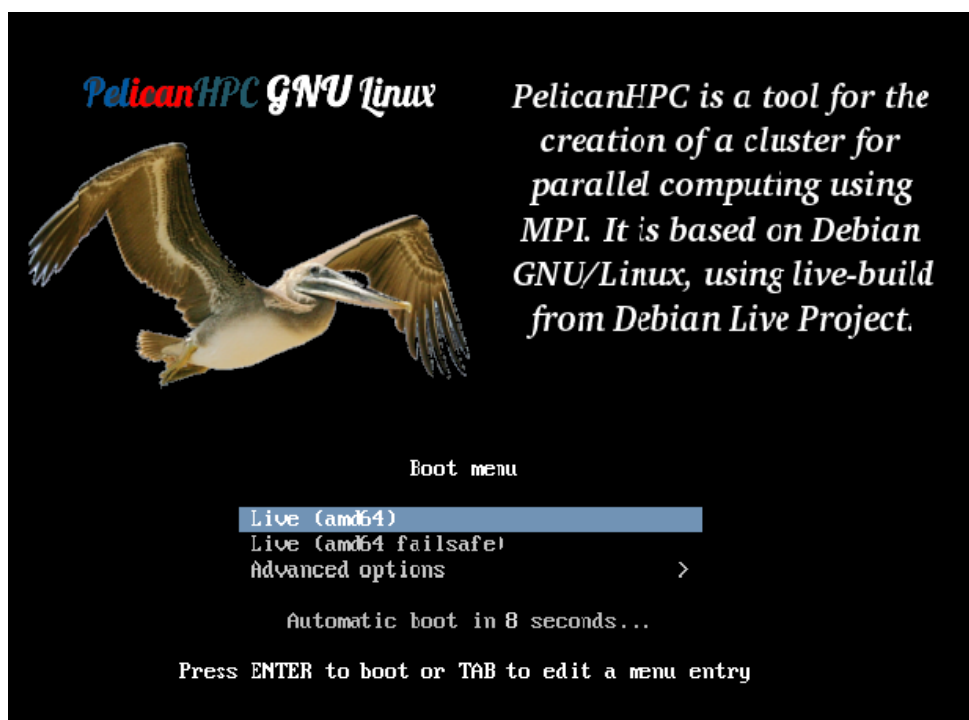 PelicanHPC GNU Linux
PelicanHPC is a tool for the
creation of a cluster for
parallel computing using
MPI. It is based on Debian
GNU/Linux, using live-build
from Debian Live Project.
Boot menu
Live (amd64)
Live (amd64 failsafe)
Advanced options >
Automatic boot in 8 seconds...
Press ENTER to boot or TAB to edit a menu entry